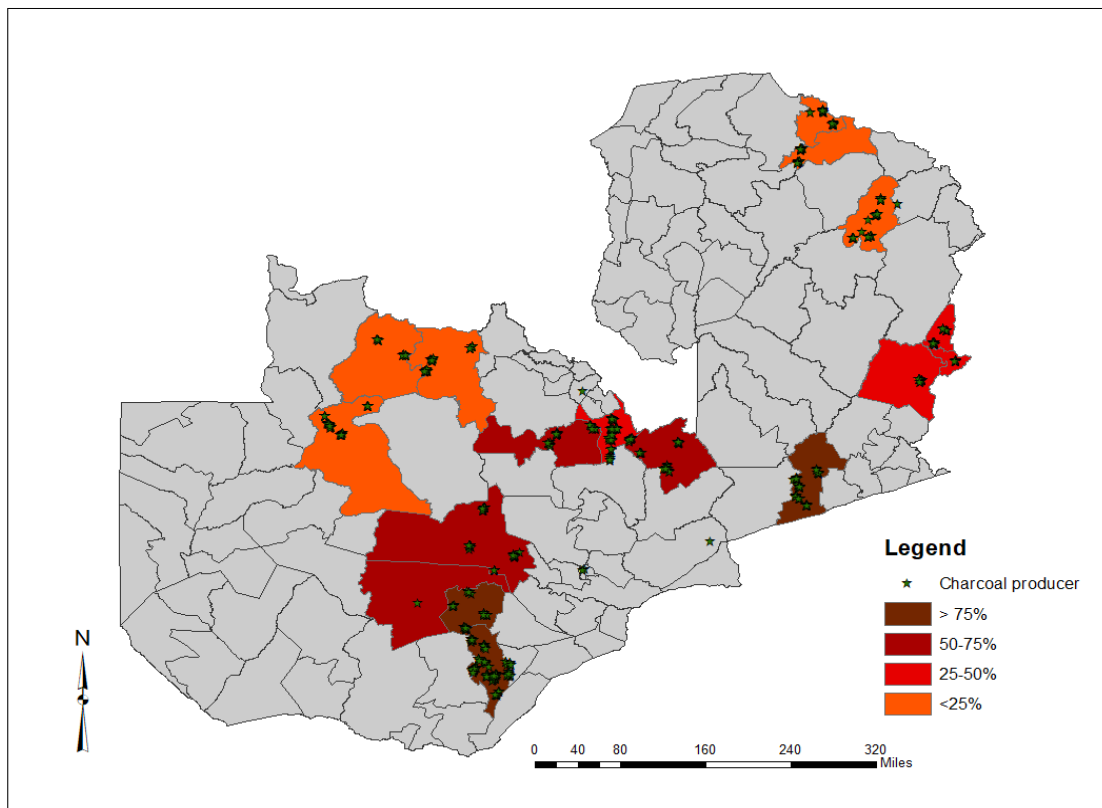 Legend
Charcoal producer
> 75%
50-75%
25-50%
<25%
N
0 40 80 160 240 320
Miles